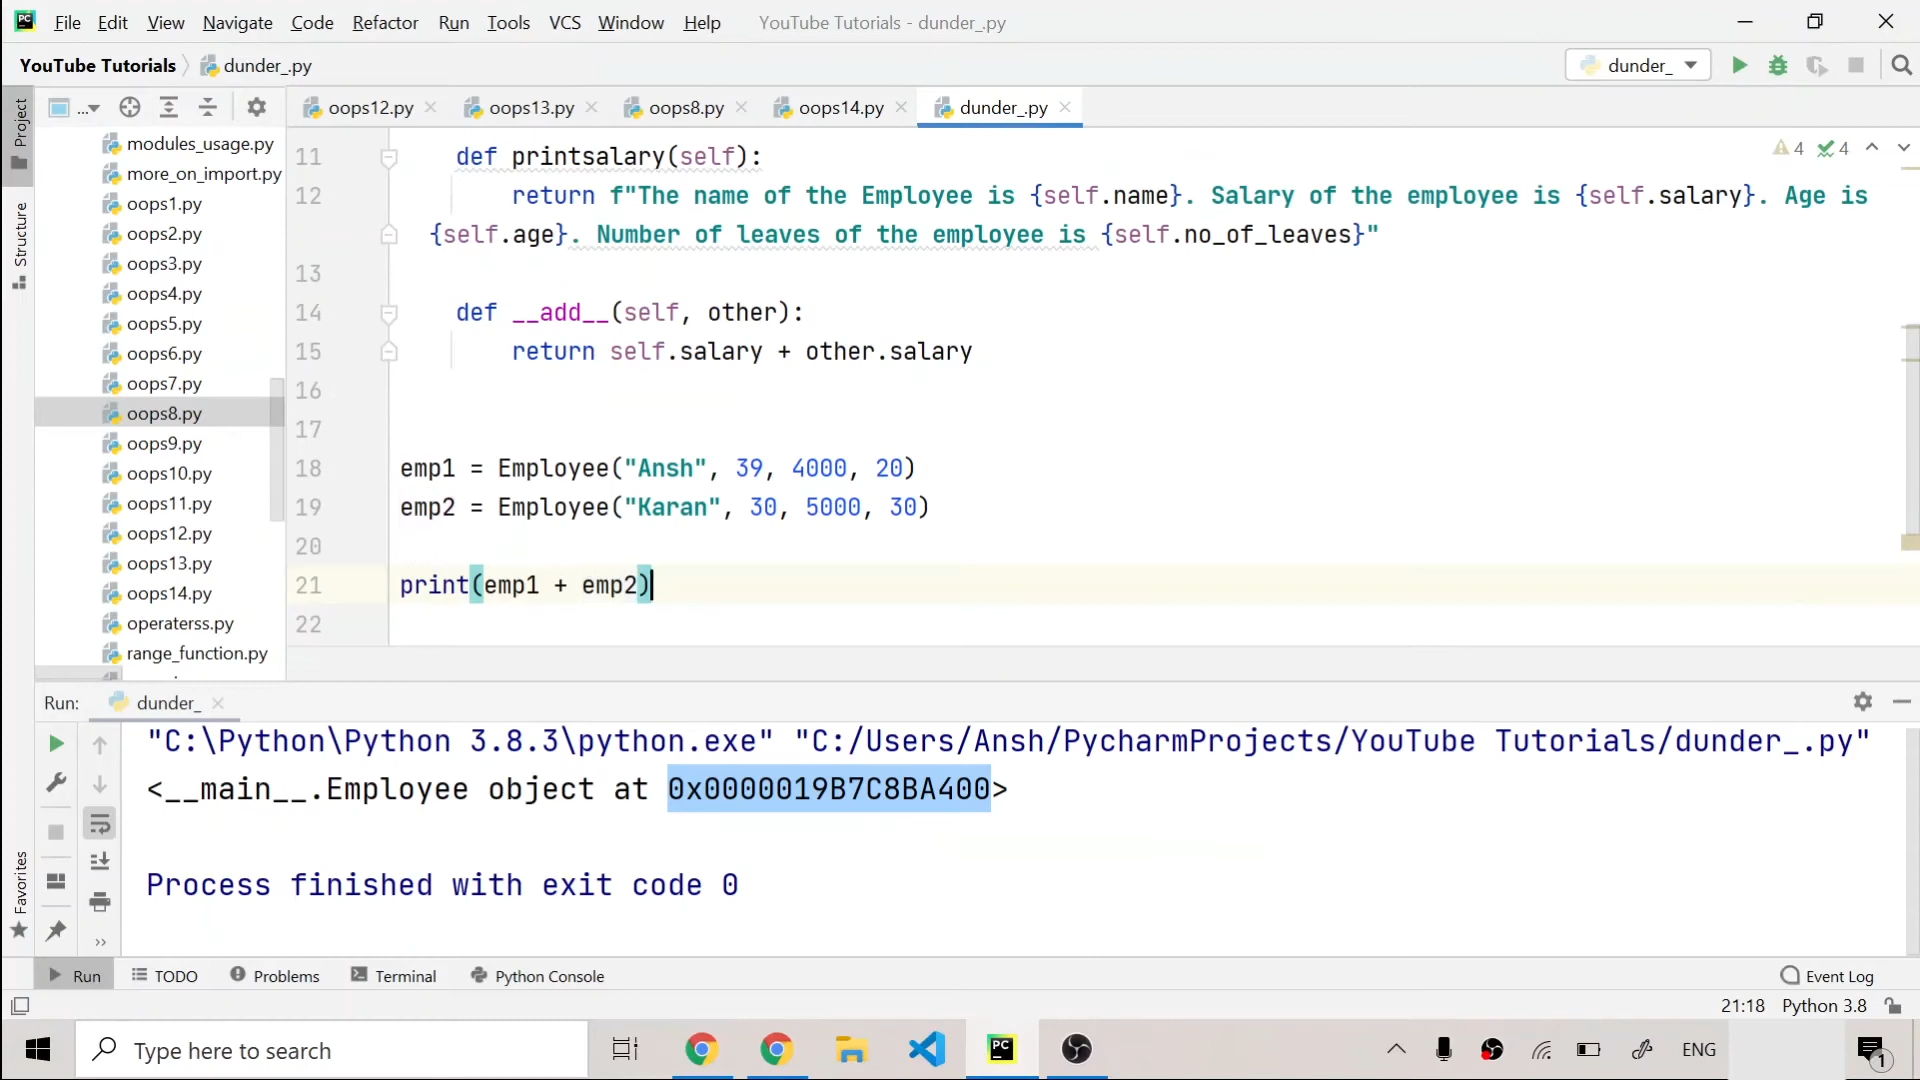 PC File Edit View Navigate Code Refactor Run Tools VCS Window Help YouTube Tutorials - dunder_.py
YouTube Tutorials dunder_.py dunder_
... oops12.py oops13.py oops8.py oops14.py dunder_.py
Project
Structure
Favorites
modules_usage.py
more_on_import.py
oops1.py
oops2.py
oops3.py
oops4.py
oops5.py
oops6.py
oops7.py
oops8.py
oops9.py
oops10.py
oops11.py
oops12.py
oops13.py
oops14.py
operaterss.py
range_function.py
4 4
11 def printsalary(self):
12 return f"The name of the Employee is {self.name}. Salary of the employee is {self.salary}. Age is
{self.age}. Number of leaves of the employee is {self.no_of_leaves}"
13
14 def __add__(self, other):
15 return self.salary + other.salary
16
17
18 emp1 = Employee("Ansh", 39, 4000, 20)
19 emp2 = Employee("Karan", 30, 5000, 30)
20
21 print(emp1 + emp2)
22
Run: dunder_
"C:\Python\Python 3.8.3\python.exe" "C:/Users/Ansh/PycharmProjects/YouTube Tutorials/dunder_.py"
<__main__.Employee object at 0x0000019B7C8BA400>
Process finished with exit code 0
Run TODO Problems Terminal Python Console Event Log
21:18 Python 3.8
Type here to search PC ENG 1